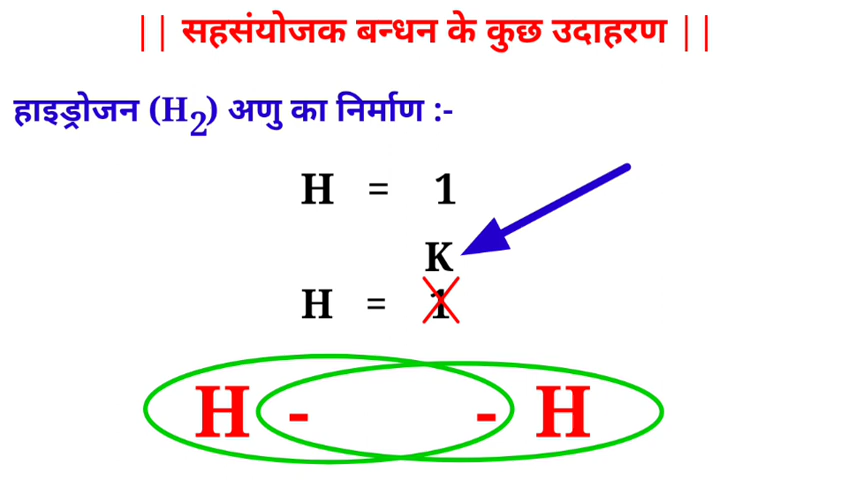 || सहसंयोजक बन्धन के कुछ उदाहरण ||
हाइड्रोजन (H2) अणु का निर्माण :-
H = 1
K
H = 1
H - - H